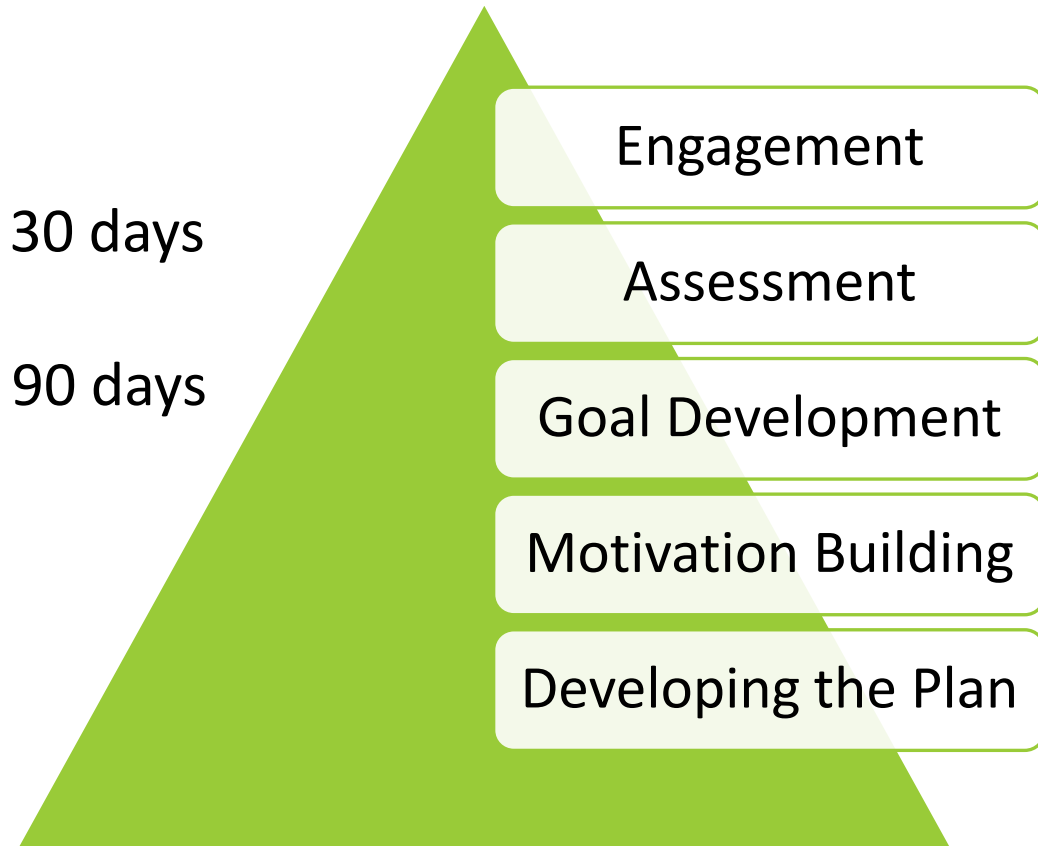 Engagement
30 days
Assessment
90 days
Goal Development
Motivation Building
Developing the Plan